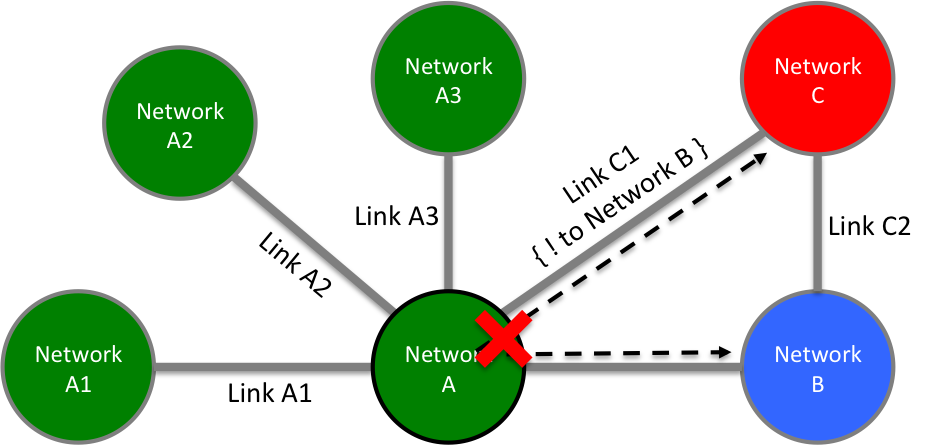 Network
A3
Network
C
Network
A2
Link C1
{ ! to Network B }
Link A3
Link C2
Link A2
Network
A1
Network
A
Network
B
Link A1